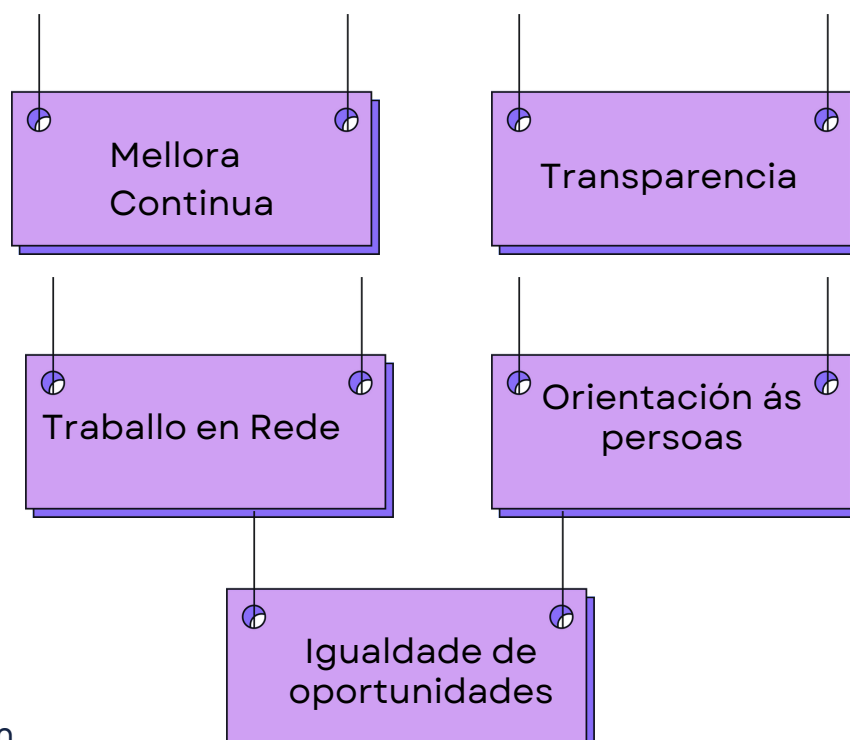 Mellora
Continua
Transparencia
Traballo en Rede
Orientación ás
persoas
Igualdade de
oportunidades